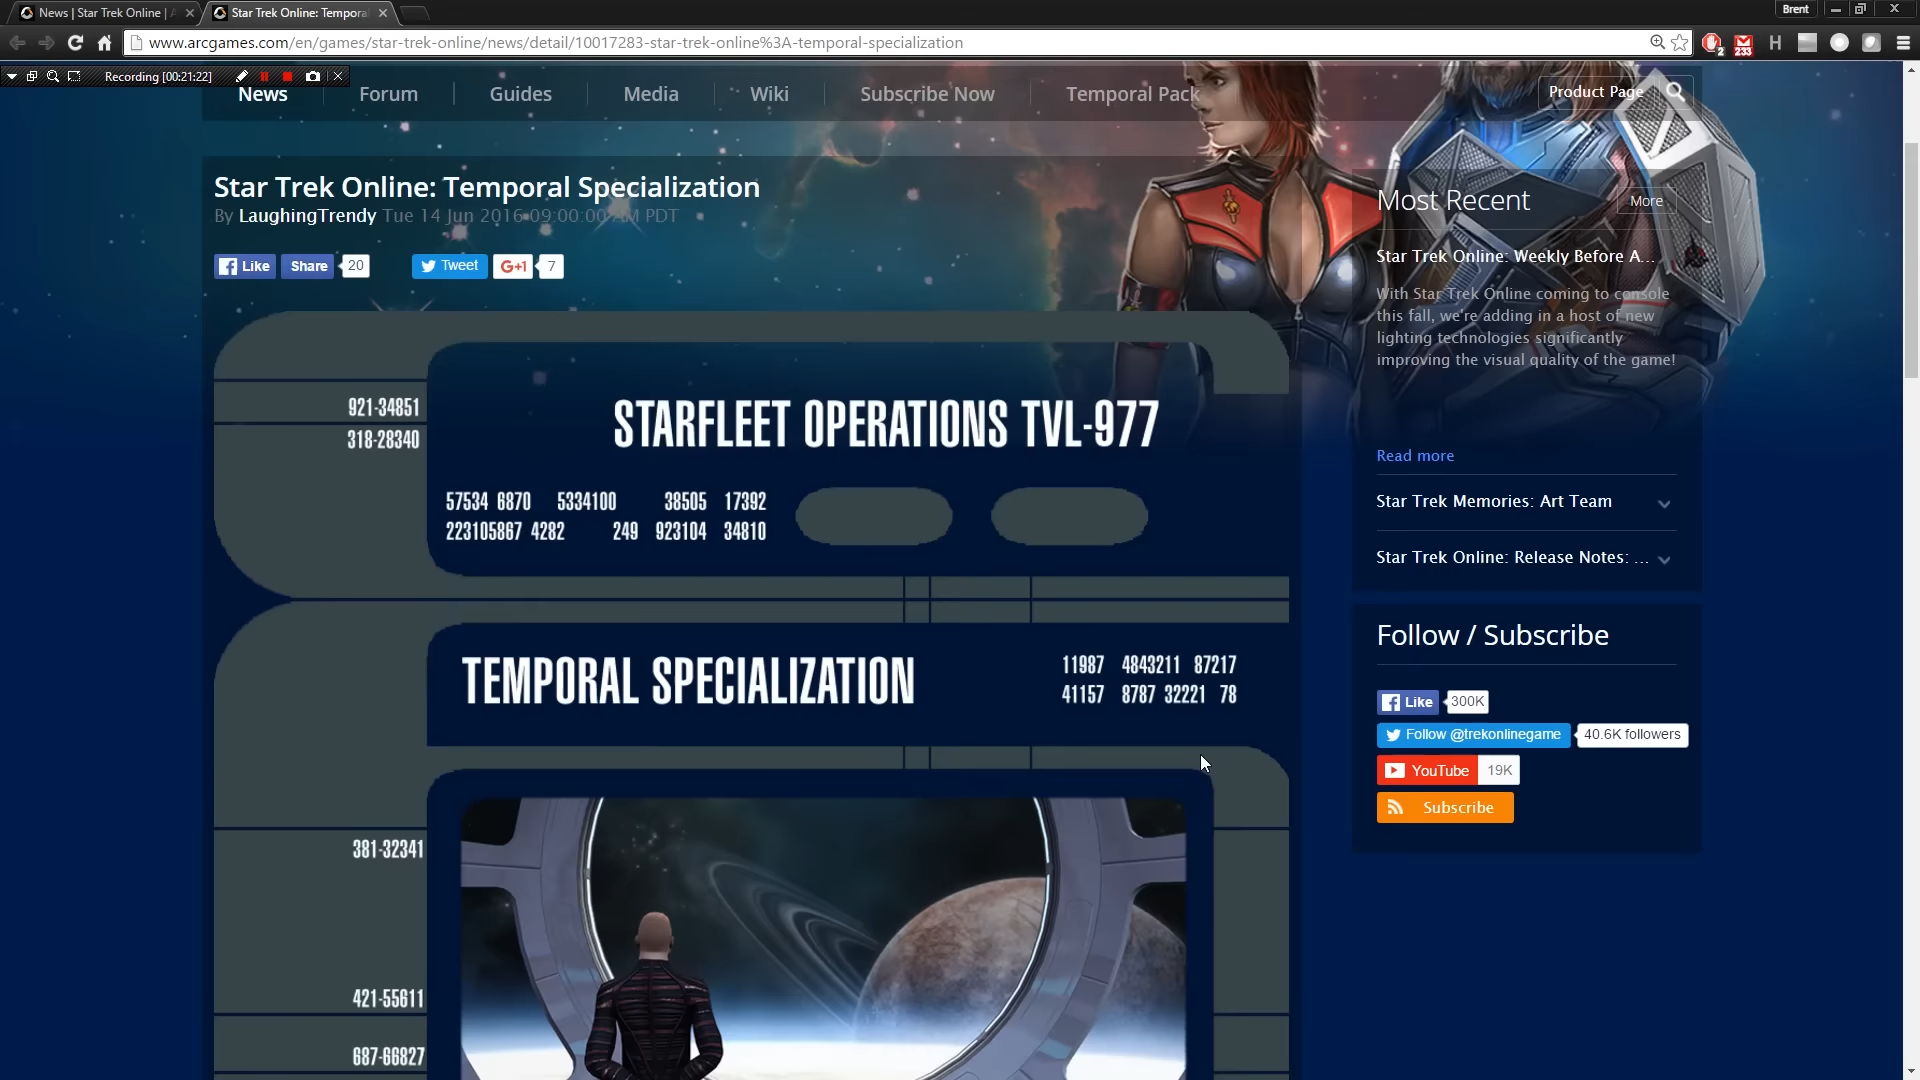 News | Star Trek Online |
Star Trek Online: Tempora
Brent
www.arcgames.com/en/games/star-trek-online/news/detail/10017283-star-trek-online%3A-temporal-specialization
2
233
H
Recording [00:21:22]
News
Forum
Guides
Media
Wiki
Subscribe Now
Temporal Pack
Product Page
Star Trek Online: Temporal Specialization
By LaughingTrendy Tue 14 Jun 2016 09:00:00 AM PDT
Like
Share
20
Tweet
G+1
7
921-34851
318-28340
STARFLEET OPERATIONS TVL-977
57534 6870 5334100 38505 17392
223105867 4282 249 923104 34810
TEMPORAL SPECIALIZATION
11987 4843211 87217
41157 8787 32221 78
381-32341
421-55611
687-66827
Most Recent
More
Star Trek Online: Weekly Before A...
With Star Trek Online coming to console
this fall, we're adding in a host of new
lighting technologies significantly
improving the visual quality of the game!
Read more
Star Trek Memories: Art Team
Star Trek Online: Release Notes: ...
Follow / Subscribe
Like
300K
Follow @trekonlinegame
40.6K followers
YouTube
19K
Subscribe